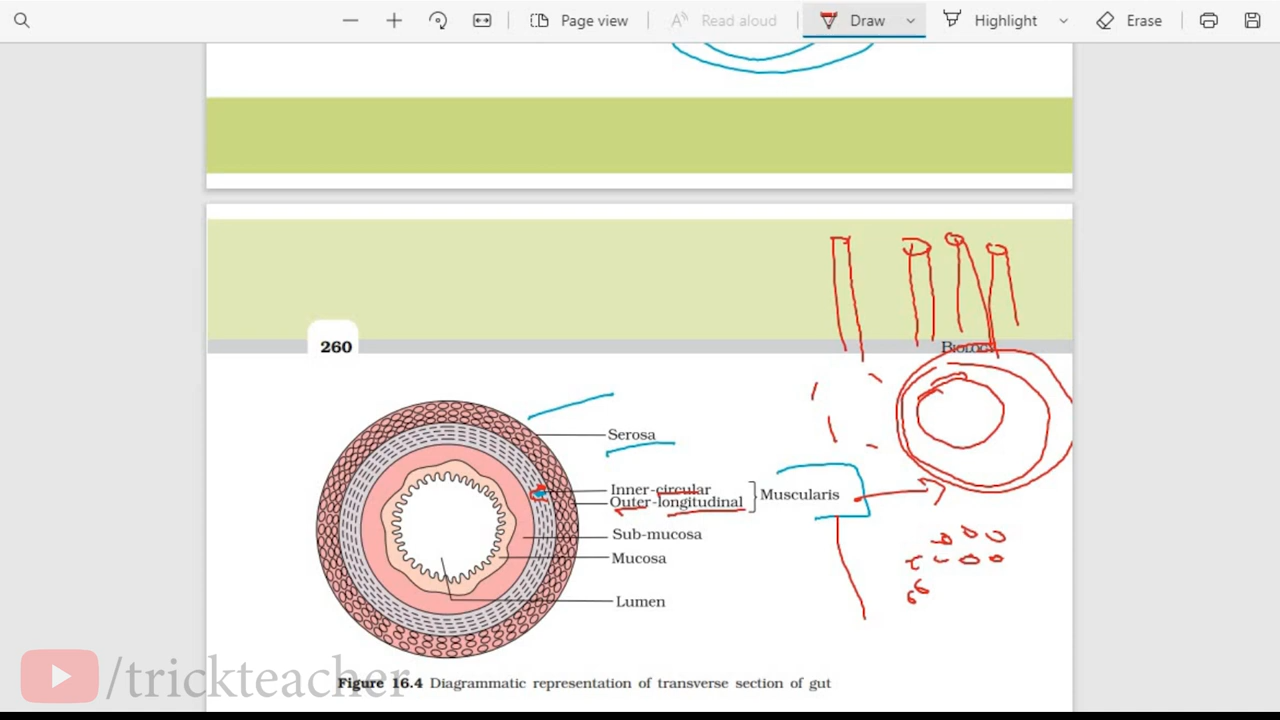 Page view
Read aloud
Draw
Highlight
Erase
260
BIOLOGY
Serosa
Inner-circular
Outer-longitudinal
Muscularis
Sub-mucosa
Mucosa
Lumen
/trickteacher
Figure 16.4 Diagrammatic representation of transverse section of gut